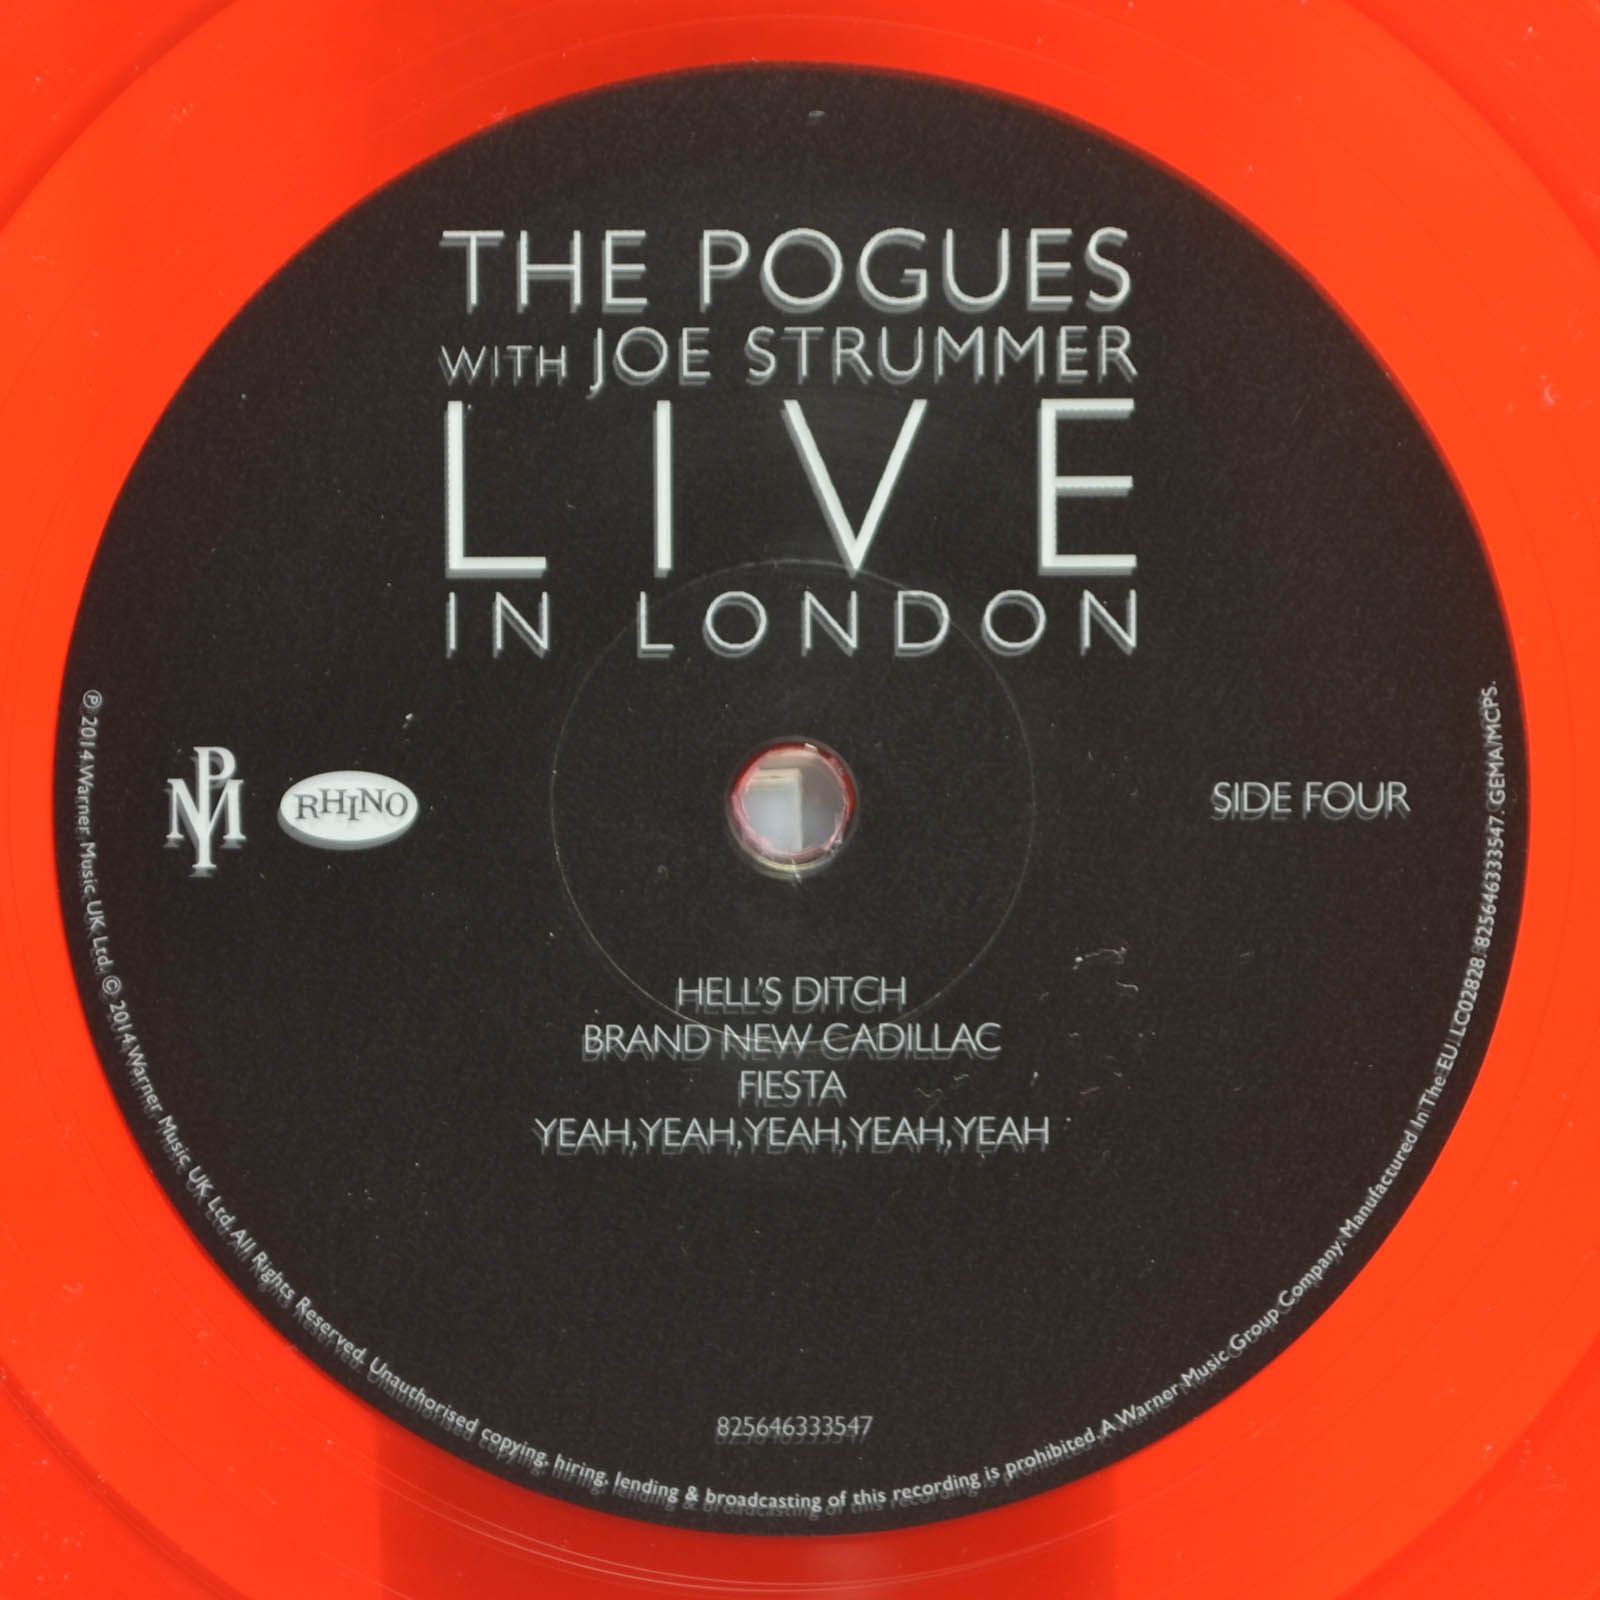 THE POGUES
WITH JOE STRUMMER
LIVE
IN LONDON
PMY
RHINO
SIDE FOUR
HELL'S DITCH
BRAND NEW CADILLAC
FIESTA
YEAH, YEAH, YEAH, YEAH, YEAH
825646333547
℗ 2014 Warner Music UK Ltd. © 2014 Warner Music UK Ltd. All Rights Reserved. Unauthorised copying, hiring, lending & broadcasting of this recording is prohibited. A Warner Music Group Company. Manufactured In The EU. LC02828. 825646333547. GEMA/MCPS.